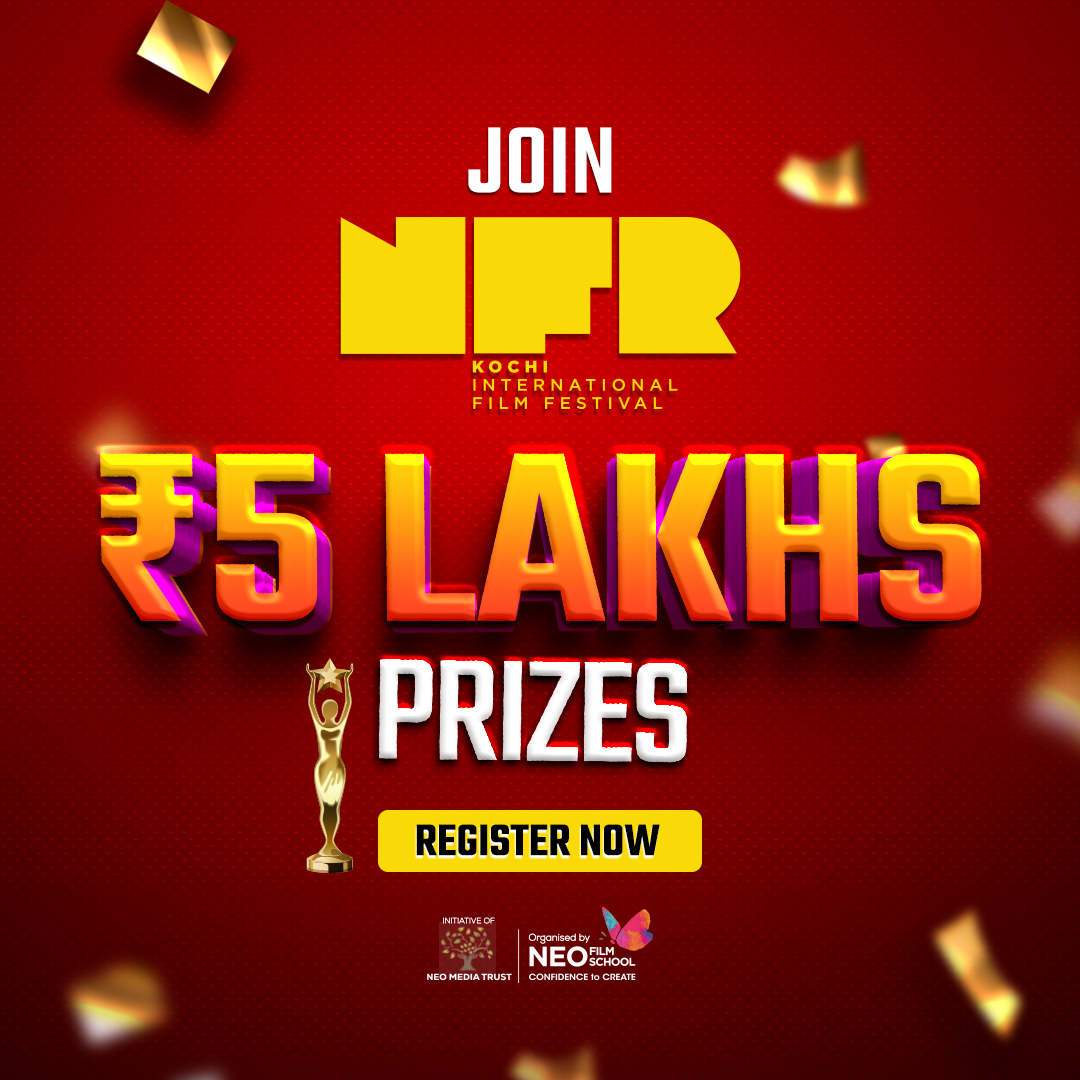 JOIN
NFR
KOCHI
INTERNATIONAL
FILM FESTIVAL
₹5 LAKHS
PRIZES
REGISTER NOW
INITIATIVE OF
NEO MEDIA TRUST
Organised by
NEO FILM SCHOOL
CONFIDENCE to CREATE